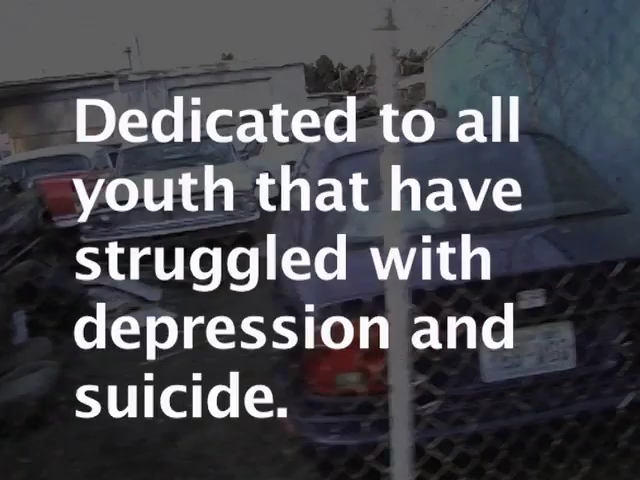 Dedicated to all
youth that have
struggled with
depression and
suicide.